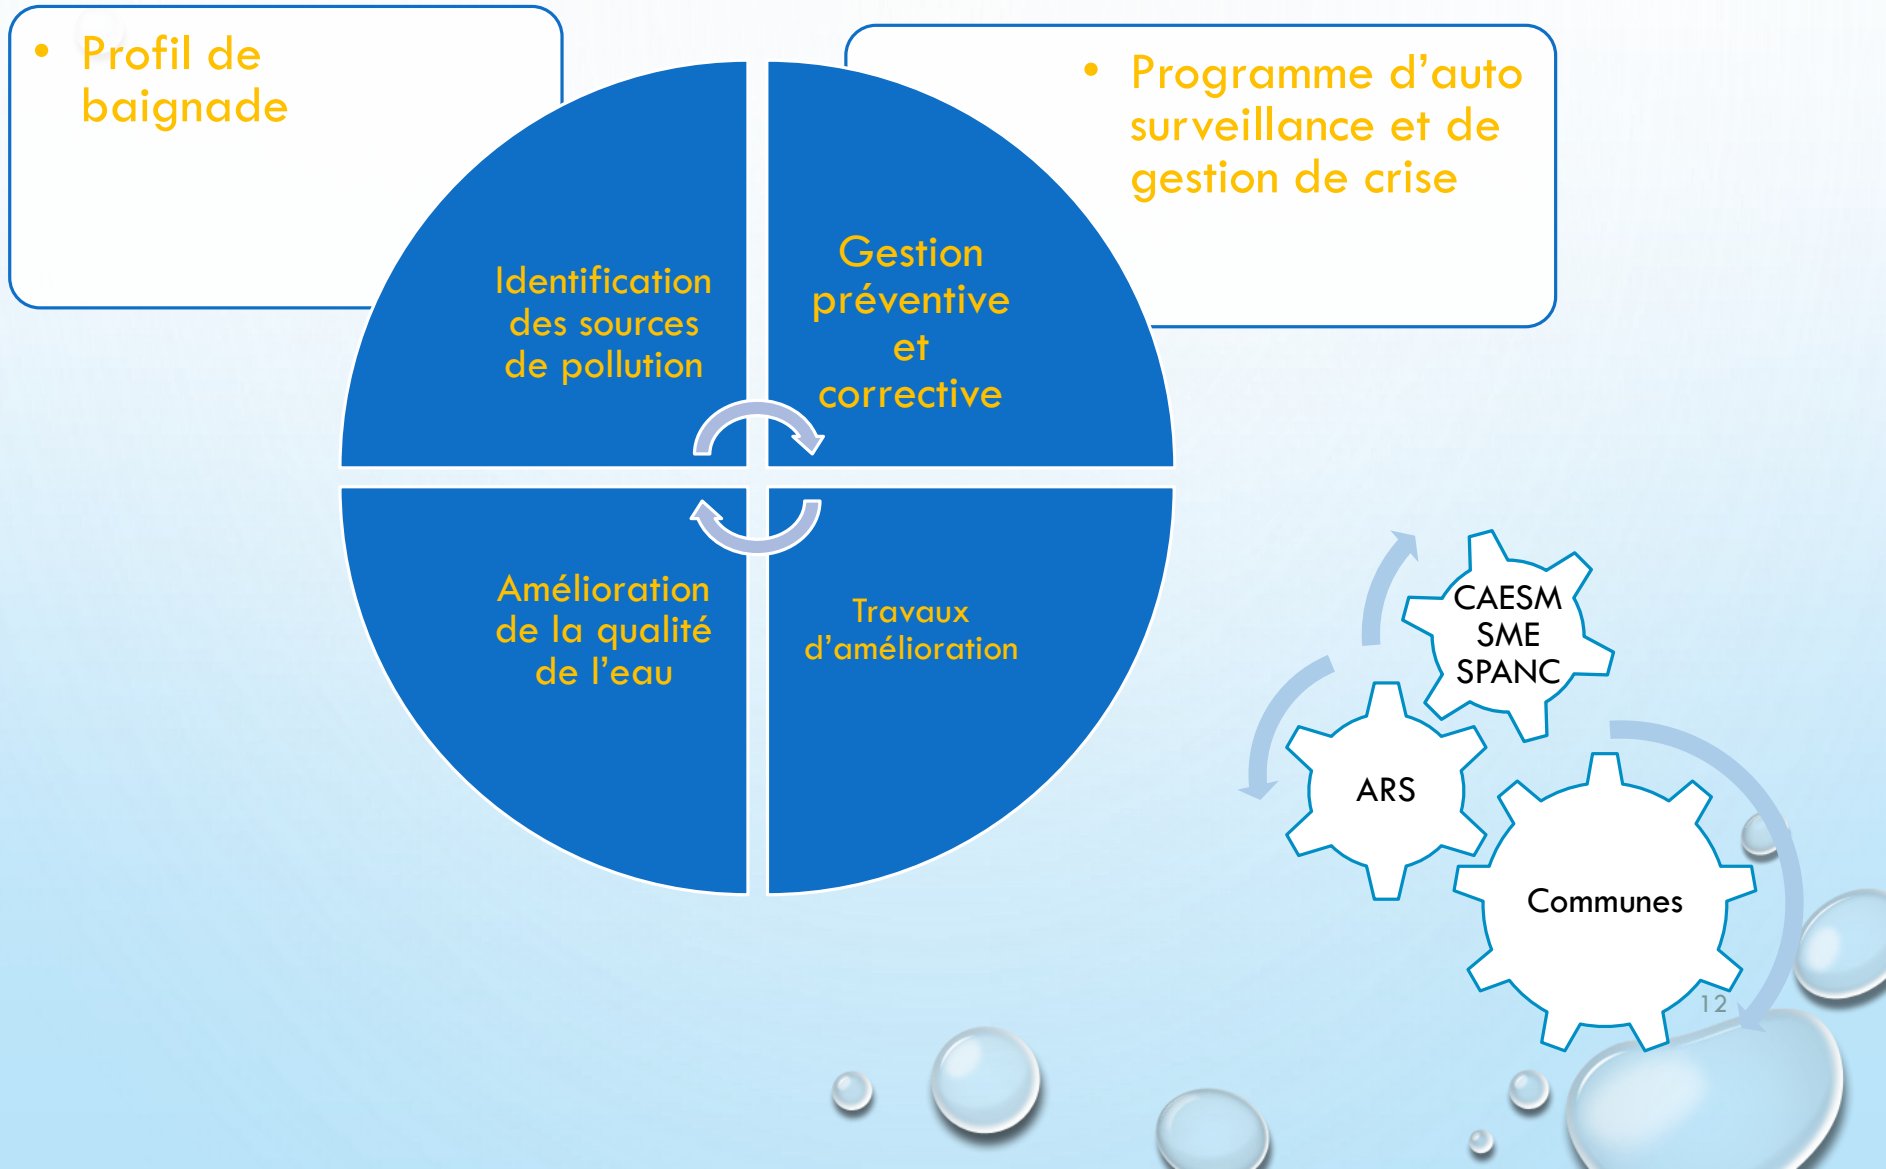 • Profil de
baignade
• Programme d'auto
surveillance et de
gestion de crise
Identification
des sources
de pollution
Gestion
préventive
et
corrective
Amélioration
de la qualité
de l'eau
Travaux
d'amélioration
CAESM
SME
SPANC
ARS
Communes
12